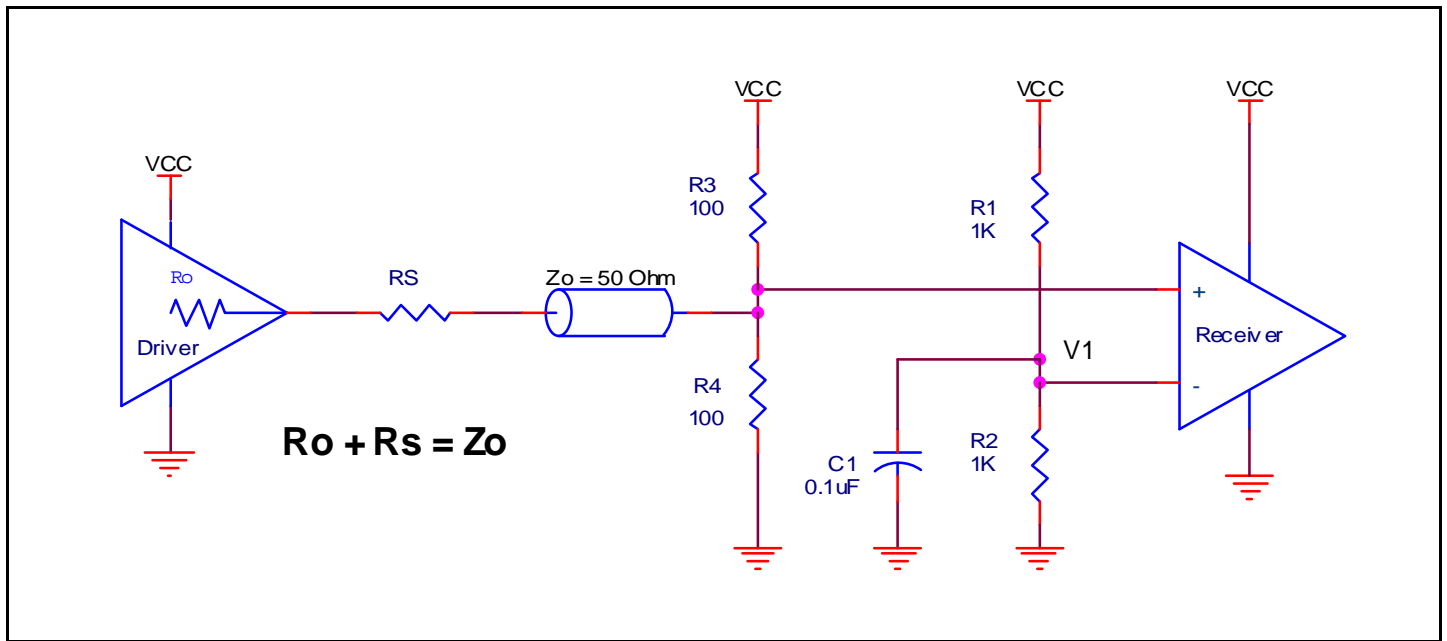 VCC
VCC
VCC
VCC
R3
100
R1
1K
Ro
RS
Zo = 50 Ohm
+
Driver
Receiver
V1
R4
100
-
Ro + Rs = Zo
C1
0.1uF
R2
1K